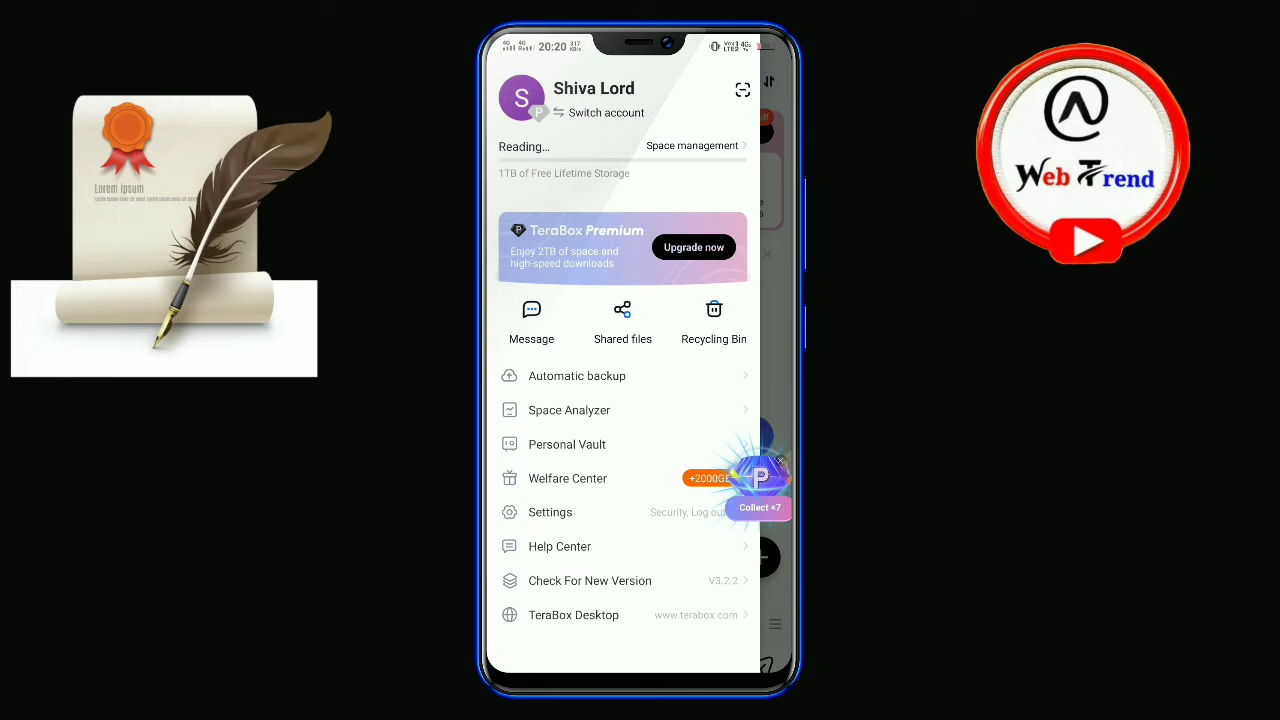 20:20
317
KB/s
Shiva Lord
Switch account
Reading...
Space management
1TB of Free Lifetime Storage
TeraBox Premium
Enjoy 2TB of space and
high-speed downloads
Upgrade now
Message
Shared files
Recycling Bin
Automatic backup
Space Analyzer
Personal Vault
Welfare Center
+2000GB
Collect ×7
Settings
Security, Log out
Help Center
Check For New Version
V3.2.2
TeraBox Desktop
www.terabox.com
Lorem ipsum
Web Trend